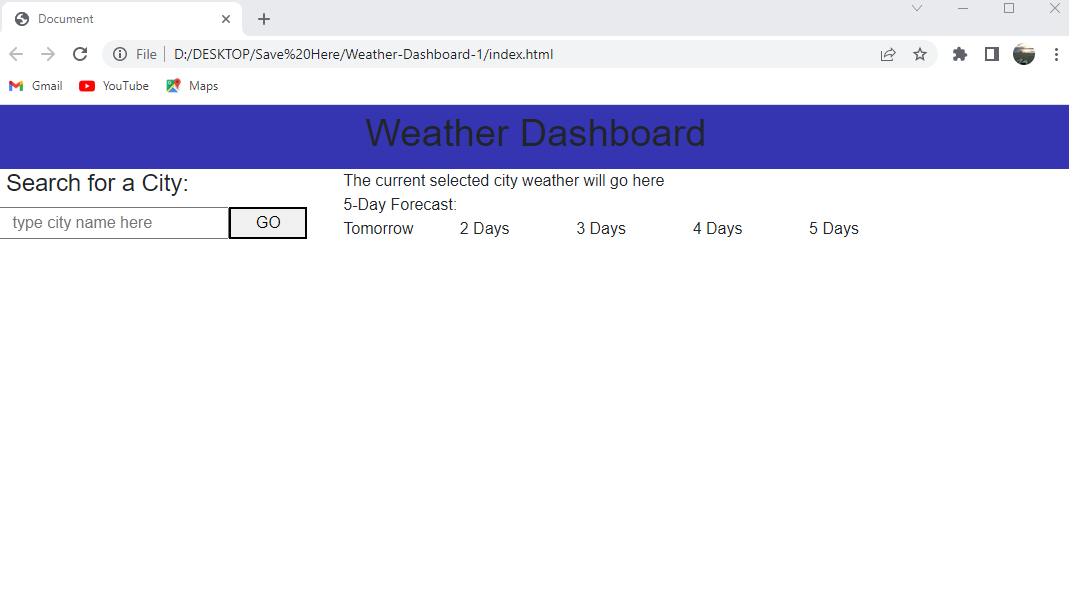 Document
File D:/DESKTOP/Save%20Here/Weather-Dashboard-1/index.html
Gmail YouTube Maps
Weather Dashboard
Search for a City:
type city name here GO
The current selected city weather will go here
5-Day Forecast:
Tomorrow 2 Days 3 Days 4 Days 5 Days